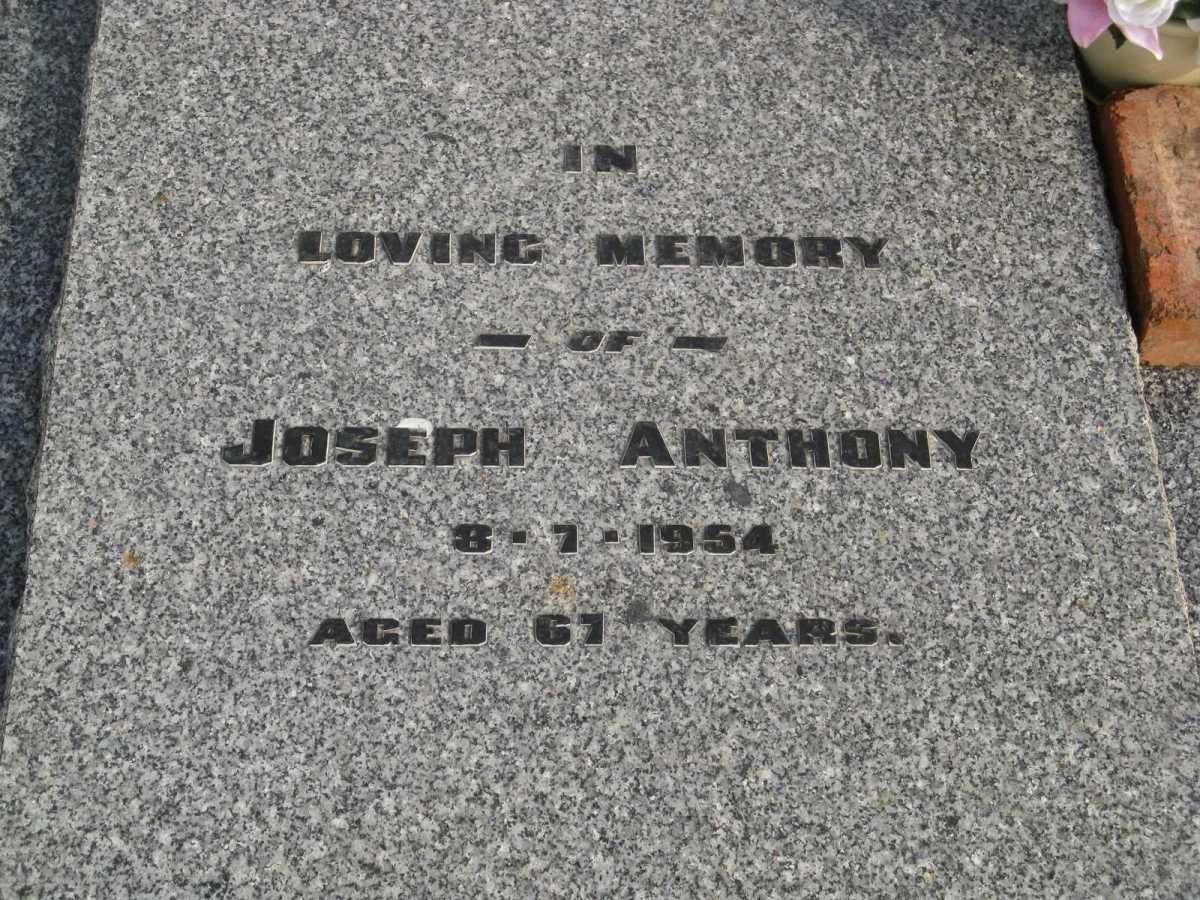 IN
LOVING MEMORY
- OF -
JOSEPH ANTHONY
8·7·1954
AGED 67 YEARS.